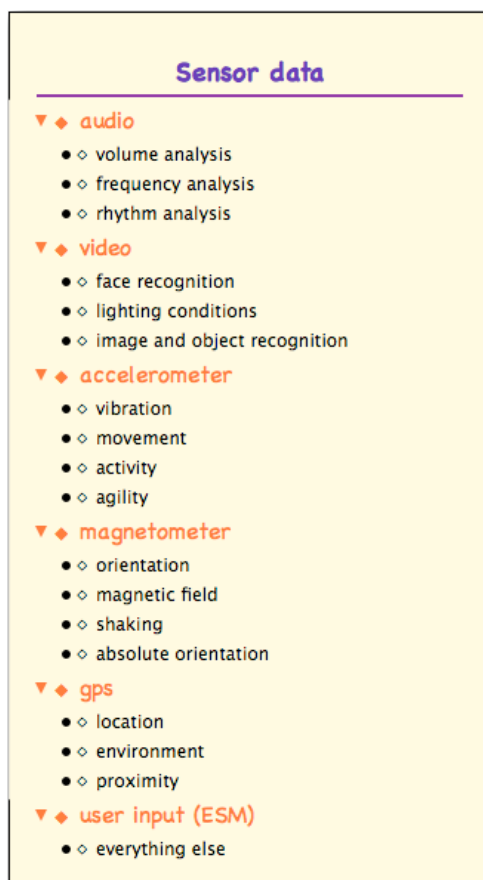 Sensor data
audio
volume analysis
frequency analysis
rhythm analysis
video
face recognition
lighting conditions
image and object recognition
accelerometer
vibration
movement
activity
agility
magnetometer
orientation
magnetic field
shaking
absolute orientation
gps
location
environment
proximity
user input (ESM)
everything else